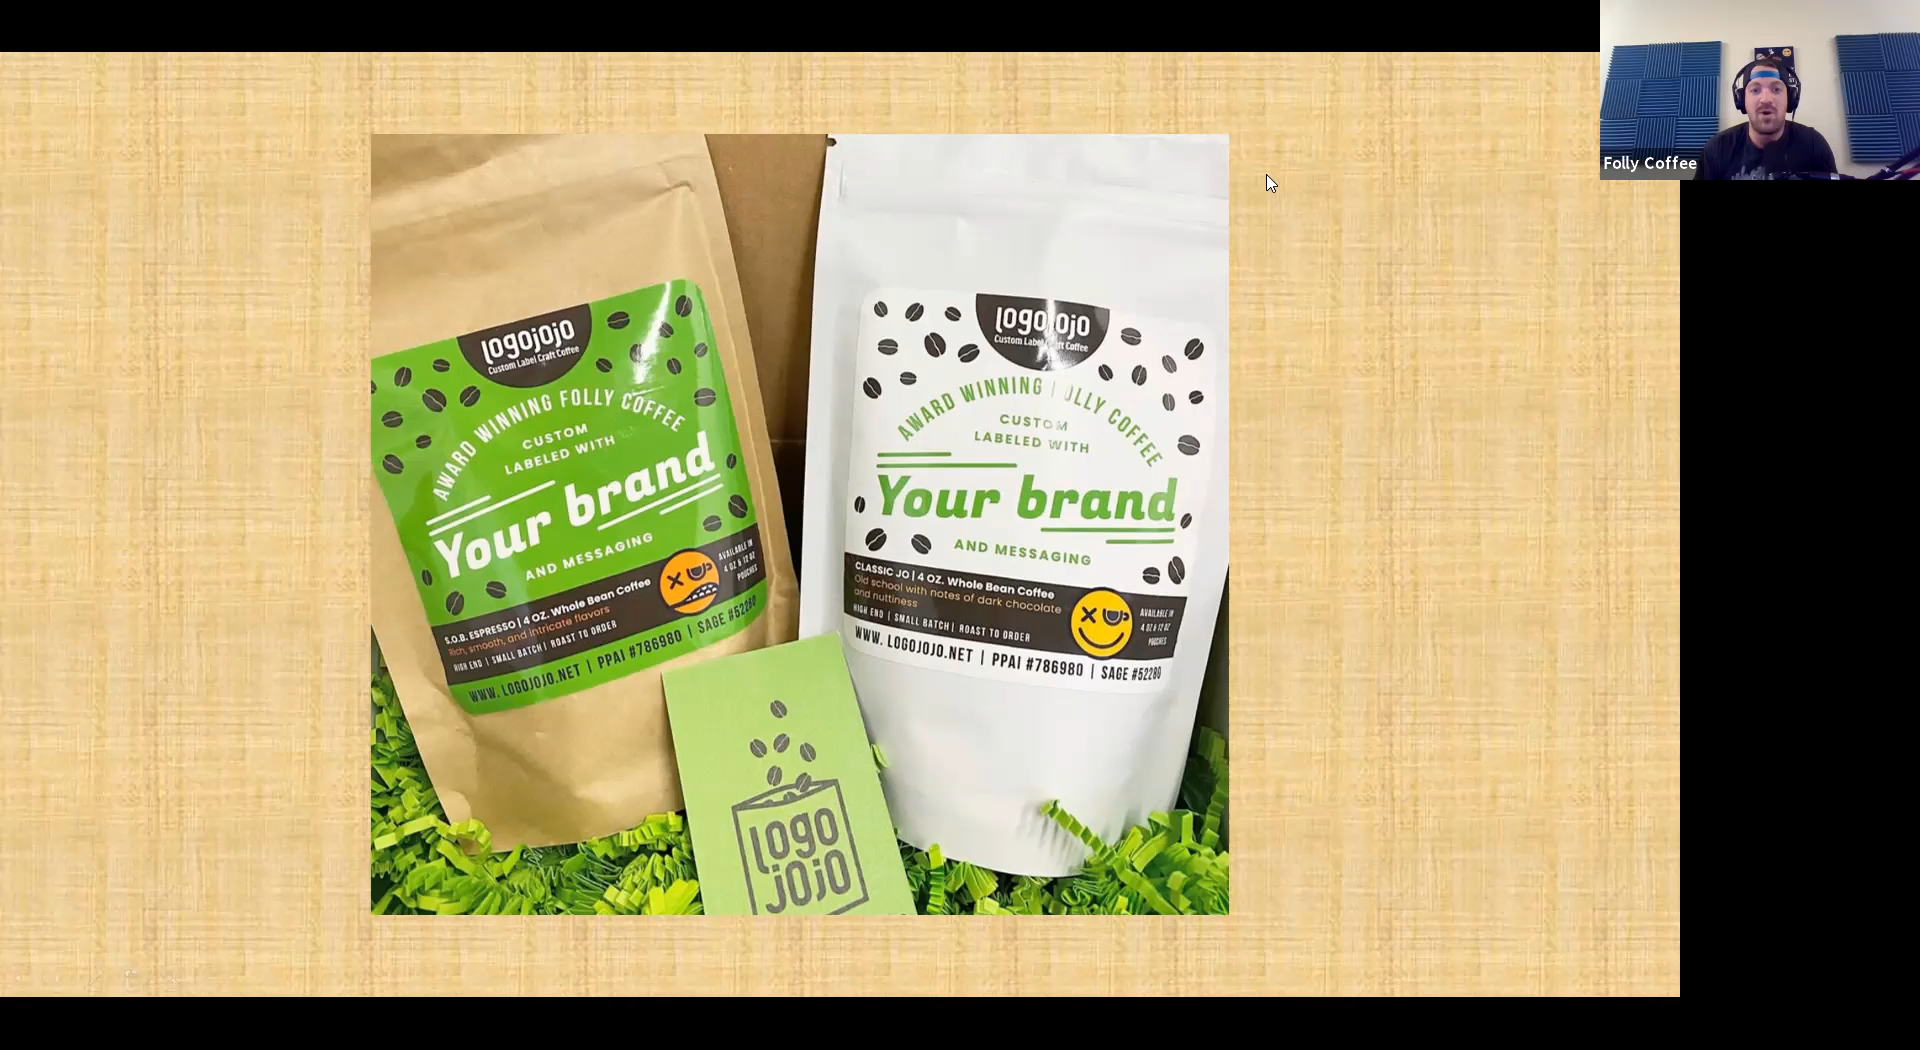 Folly Coffee
logojojo
Custom Label Craft Coffee
AWARD WINNING FOLLY COFFEE
CUSTOM
LABELED WITH
Your brand
AND MESSAGING
S.O.B. ESPRESSO | 4 OZ. Whole Bean Coffee
Rich, smooth, and intricate flavors
HIGH END | SMALL BATCH | ROAST TO ORDER
AVAILABLE IN
4 OZ & 12 OZ
POUCHES
WWW. LOGOJOJO.NET | PPAI #786980 | SAGE #52280
logojojo
Custom Label Craft Coffee
AWARD WINNING FOLLY COFFEE
CUSTOM
LABELED WITH
Your brand
AND MESSAGING
CLASSIC JO | 4 OZ. Whole Bean Coffee
Old school with notes of dark chocolate
and nuttiness
HIGH END | SMALL BATCH | ROAST TO ORDER
AVAILABLE IN
4 OZ & 12 OZ
POUCHES
WWW. LOGOJOJO.NET | PPAI #786980 | SAGE #52280
logo
jojo